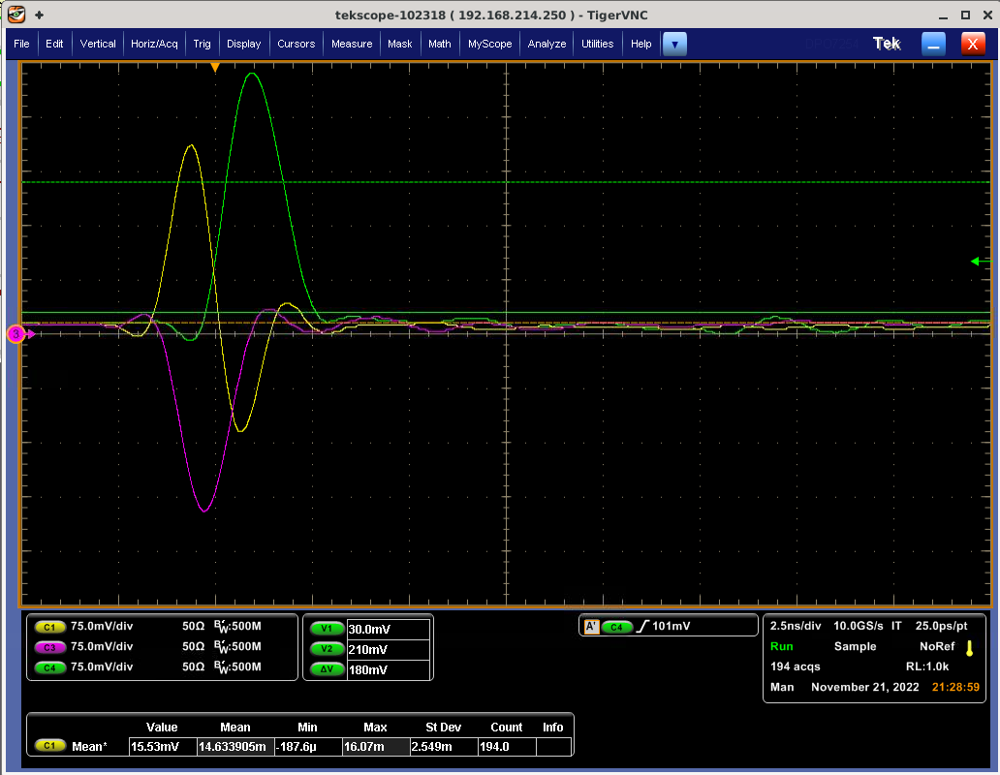 tekscope-102318 ( 192.168.214.250 ) - TigerVNC
File Edit Vertical Horiz/Acq Trig Display Cursors Measure Mask Math MyScope Analyze Utilities Help Tek X
3
C1 75.0mV/div 50Ω BW:500M
C3 75.0mV/div 50Ω BW:500M
C4 75.0mV/div 50Ω BW:500M
V1 30.0mV
V2 210mV
ΔV 180mV
A' C4 101mV
2.5ns/div 10.0GS/s IT 25.0ps/pt
Run Sample NoRef
194 acqs RL:1.0k
Man November 21, 2022 21:28:59
Value Mean Min Max St Dev Count Info
C1 Mean* 15.53mV 14.633905m -187.6µ 16.07m 2.549m 194.0